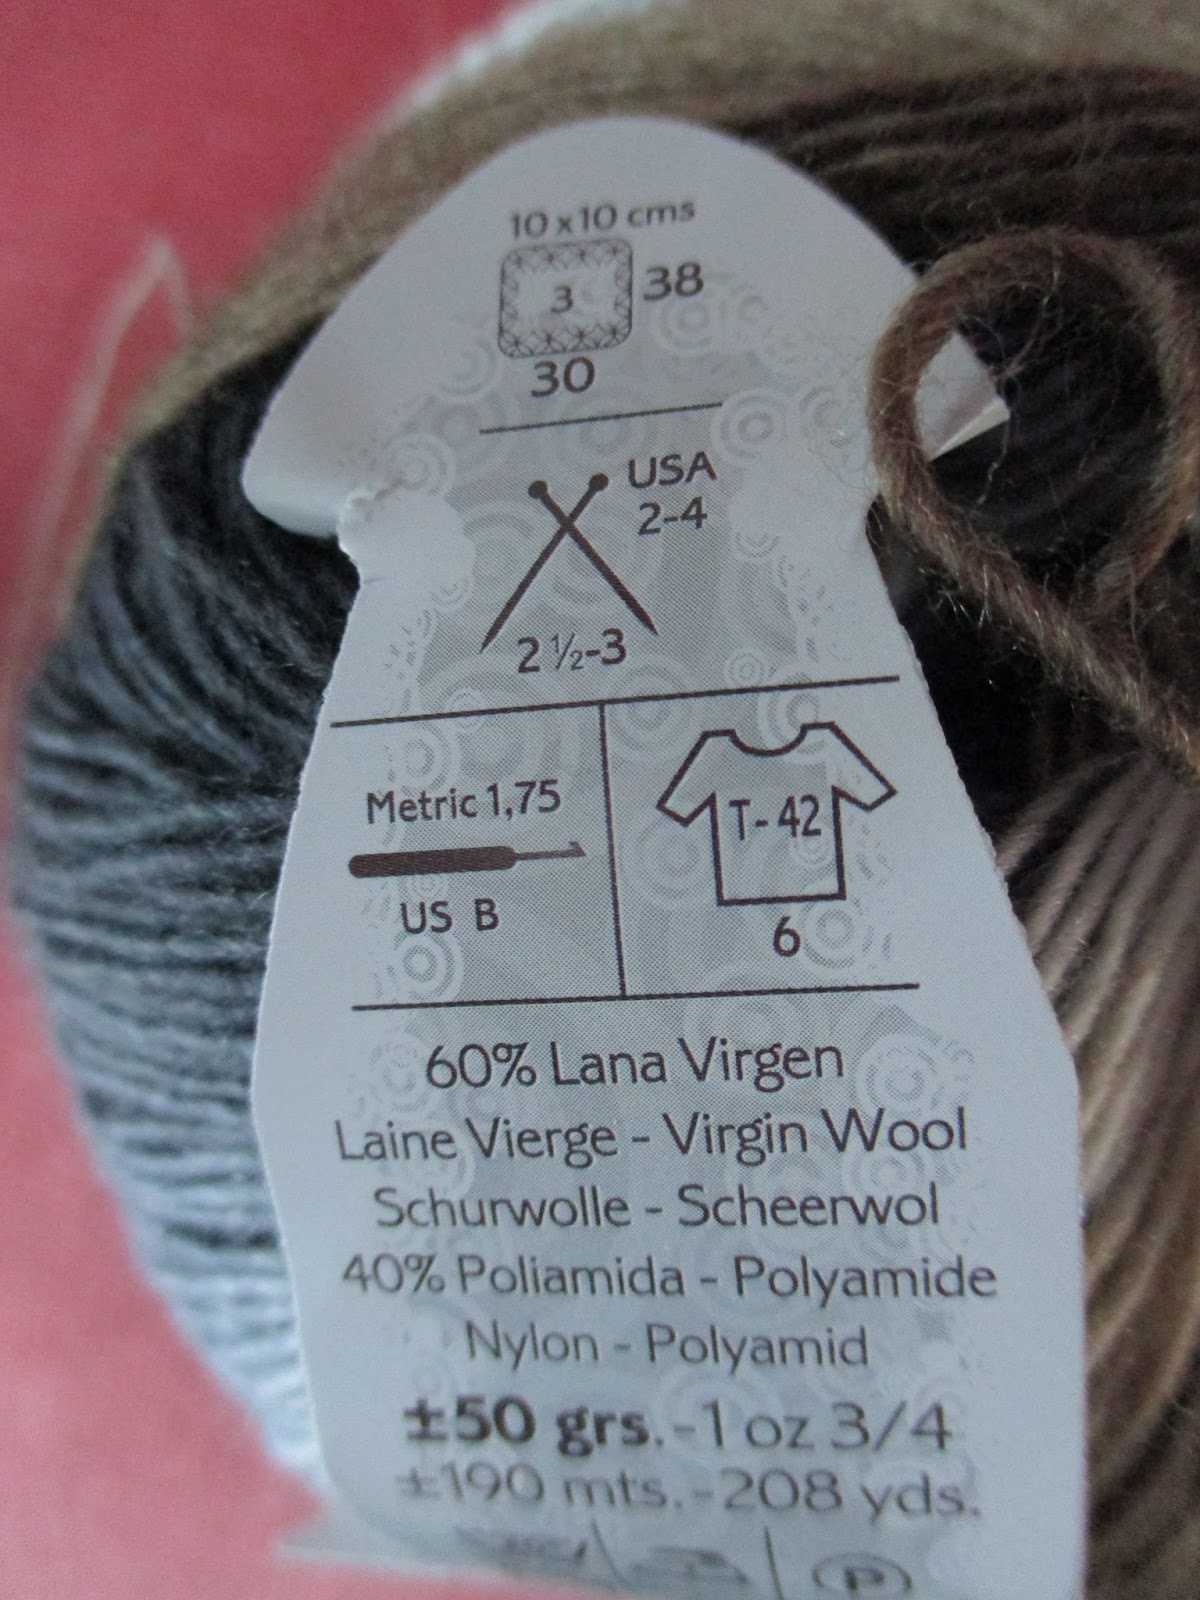 10 x 10 cms
3 38
30
USA
2-4
2 ½-3
Metric 1,75
US B
T- 42
6
60% Lana Virgen
Laine Vierge - Virgin Wool
Schurwolle - Scheerwol
40% Poliamida - Polyamide
Nylon - Polyamid
±50 grs.-1 oz 3/4
±190 mts.-208 yds.
P